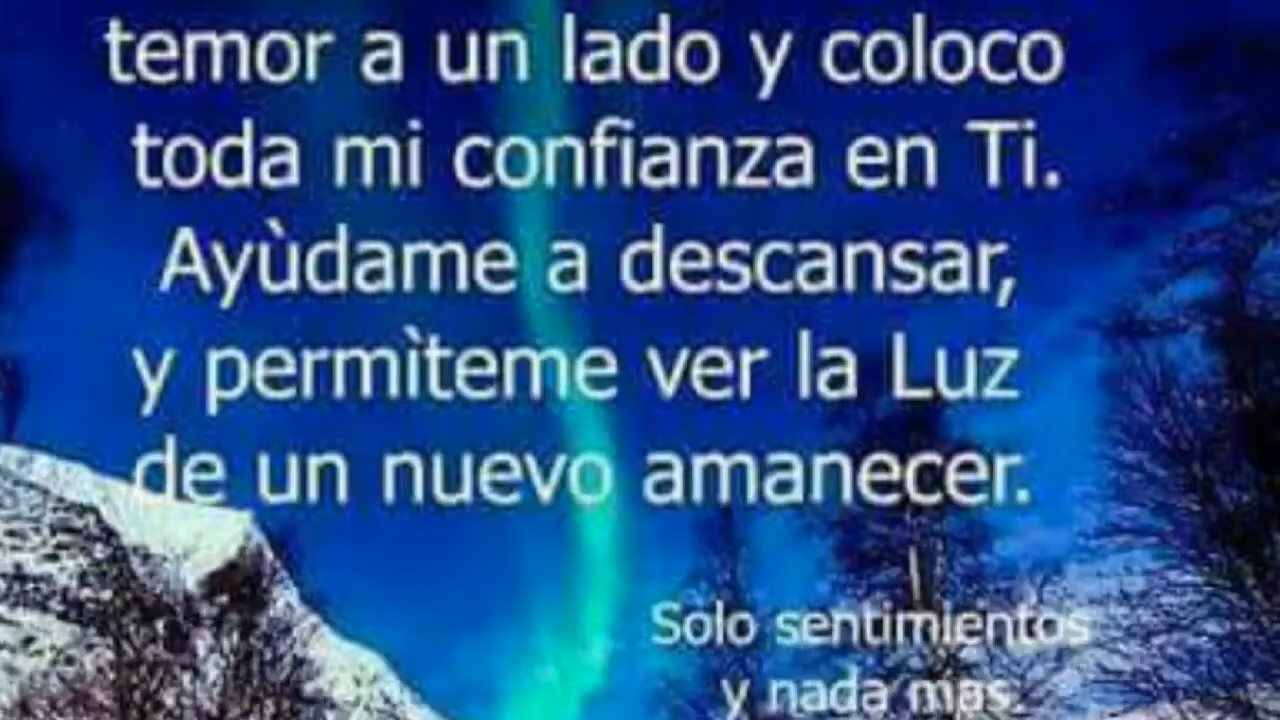 temor a un lado y coloco
toda mi confianza en Ti.
Ayùdame a descansar,
y permìteme ver la Luz
de un nuevo amanecer.
Solo sentimientos
y nada mas.